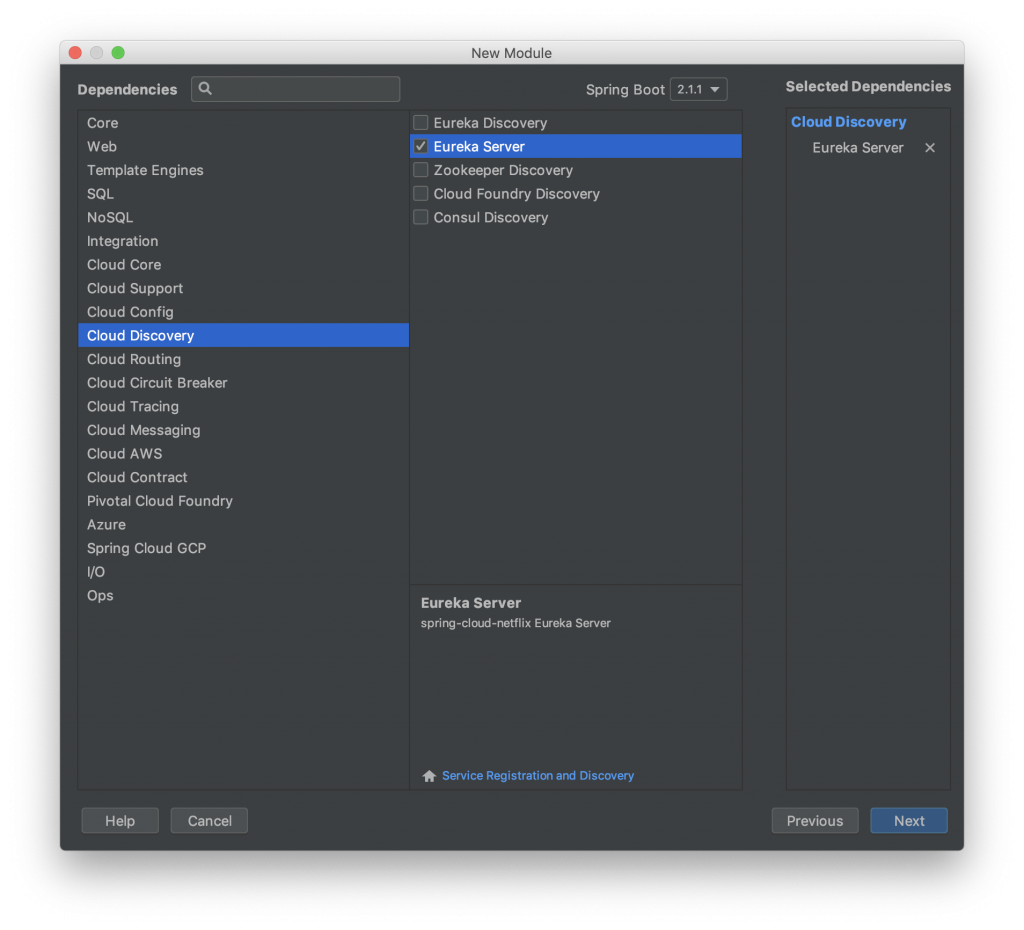 New Module
Dependencies
Spring Boot 2.1.1
Selected Dependencies
Core
Web
Template Engines
SQL
NoSQL
Integration
Cloud Core
Cloud Support
Cloud Config
Cloud Discovery
Cloud Routing
Cloud Circuit Breaker
Cloud Tracing
Cloud Messaging
Cloud AWS
Cloud Contract
Pivotal Cloud Foundry
Azure
Spring Cloud GCP
I/O
Ops
Eureka Discovery
Eureka Server
Zookeeper Discovery
Cloud Foundry Discovery
Consul Discovery
Eureka Server
spring-cloud-netflix Eureka Server
Service Registration and Discovery
Cloud Discovery
Eureka Server
Help
Cancel
Previous
Next